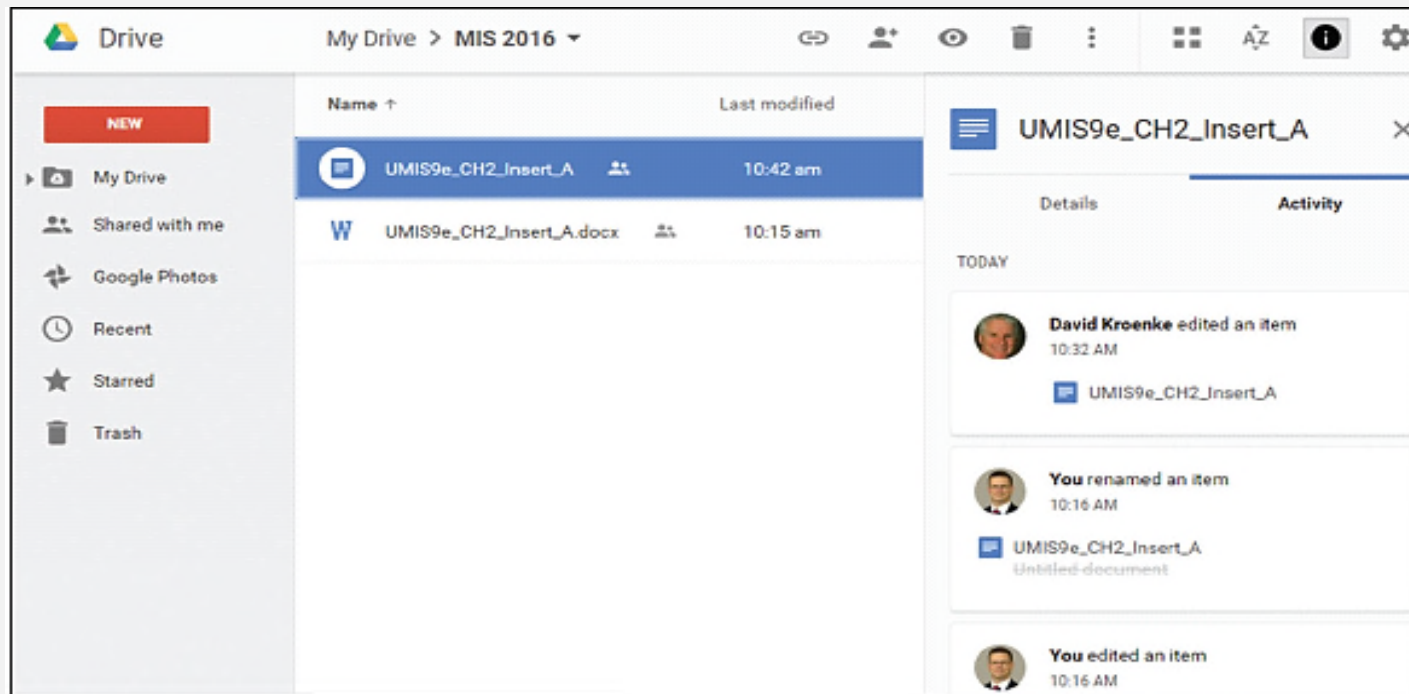 Drive
My Drive > MIS 2016
NEW
My Drive
Shared with me
Google Photos
Recent
Starred
Trash
Name ↑ Last modified
UMIS9e_CH2_Insert_A 10:42 am
W UMIS9e_CH2_Insert_A.docx 10:15 am
AZ
UMIS9e_CH2_Insert_A
Details Activity
TODAY
David Kroenke edited an item
10:32 AM
UMIS9e_CH2_Insert_A
You renamed an item
10:16 AM
UMIS9e_CH2_Insert_A
Untitled document
You edited an item
10:16 AM